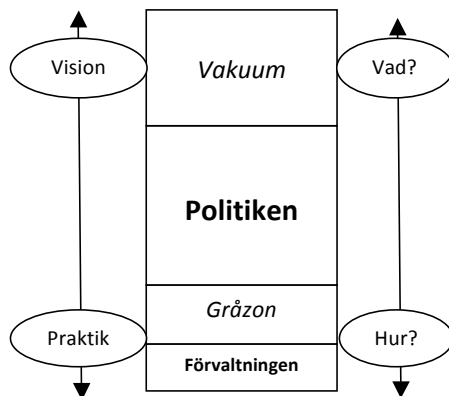 Vision
Vakuum
Vad?
Politiken
Gråzon
Praktik
Hur?
Förvaltningen